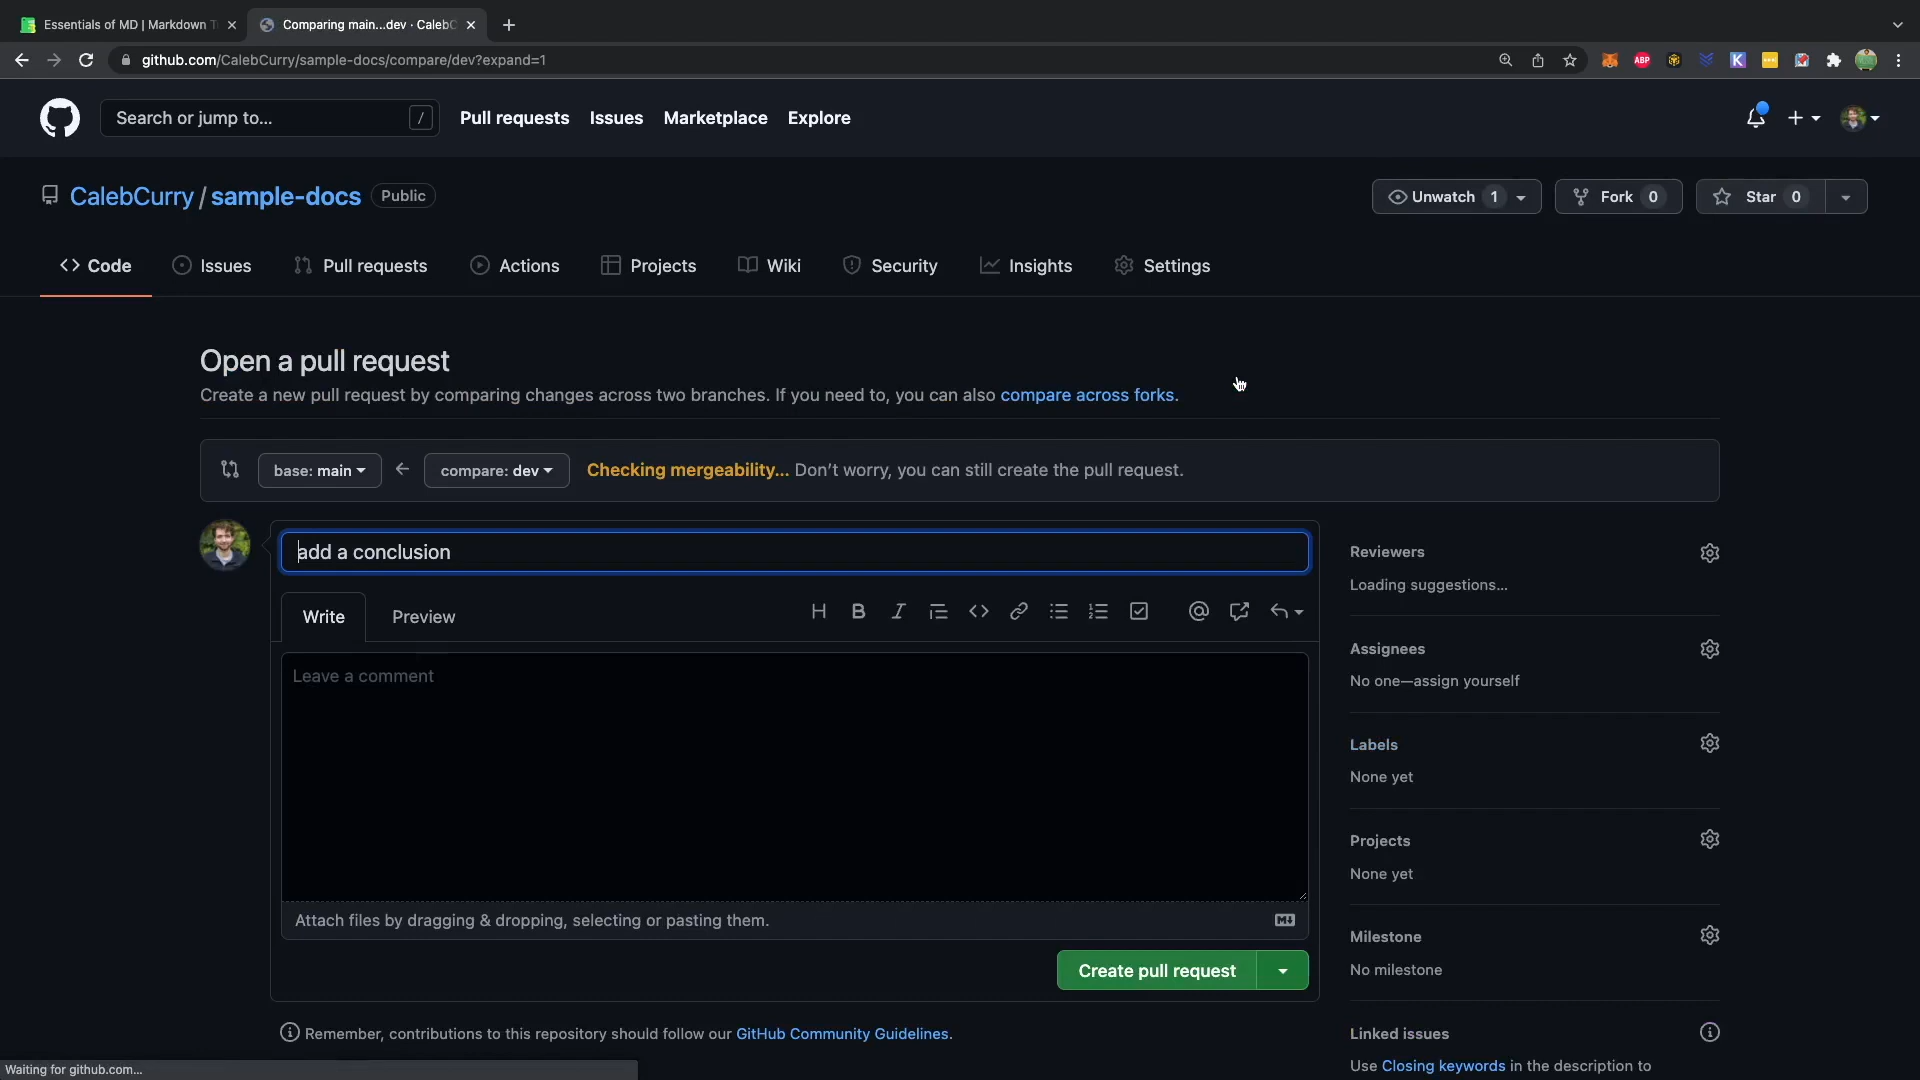 Essentials of MD | Markdown T
Comparing main...dev · CalebC
github.com/CalebCurry/sample-docs/compare/dev?expand=1
ABP
K
Search or jump to...
/
Pull requests
Issues
Marketplace
Explore
CalebCurry / sample-docs
Public
Unwatch 1
Fork 0
Star 0
Code
Issues
Pull requests
Actions
Projects
Wiki
Security
Insights
Settings
Open a pull request
Create a new pull request by comparing changes across two branches. If you need to, you can also compare across forks.
base: main
compare: dev
Checking mergeability... Don’t worry, you can still create the pull request.
add a conclusion
Write
Preview
Leave a comment
Attach files by dragging & dropping, selecting or pasting them.
Create pull request
Remember, contributions to this repository should follow our GitHub Community Guidelines.
Reviewers
Loading suggestions...
Assignees
No one—assign yourself
Labels
None yet
Projects
None yet
Milestone
No milestone
Linked issues
Use Closing keywords in the description to
Waiting for github.com...